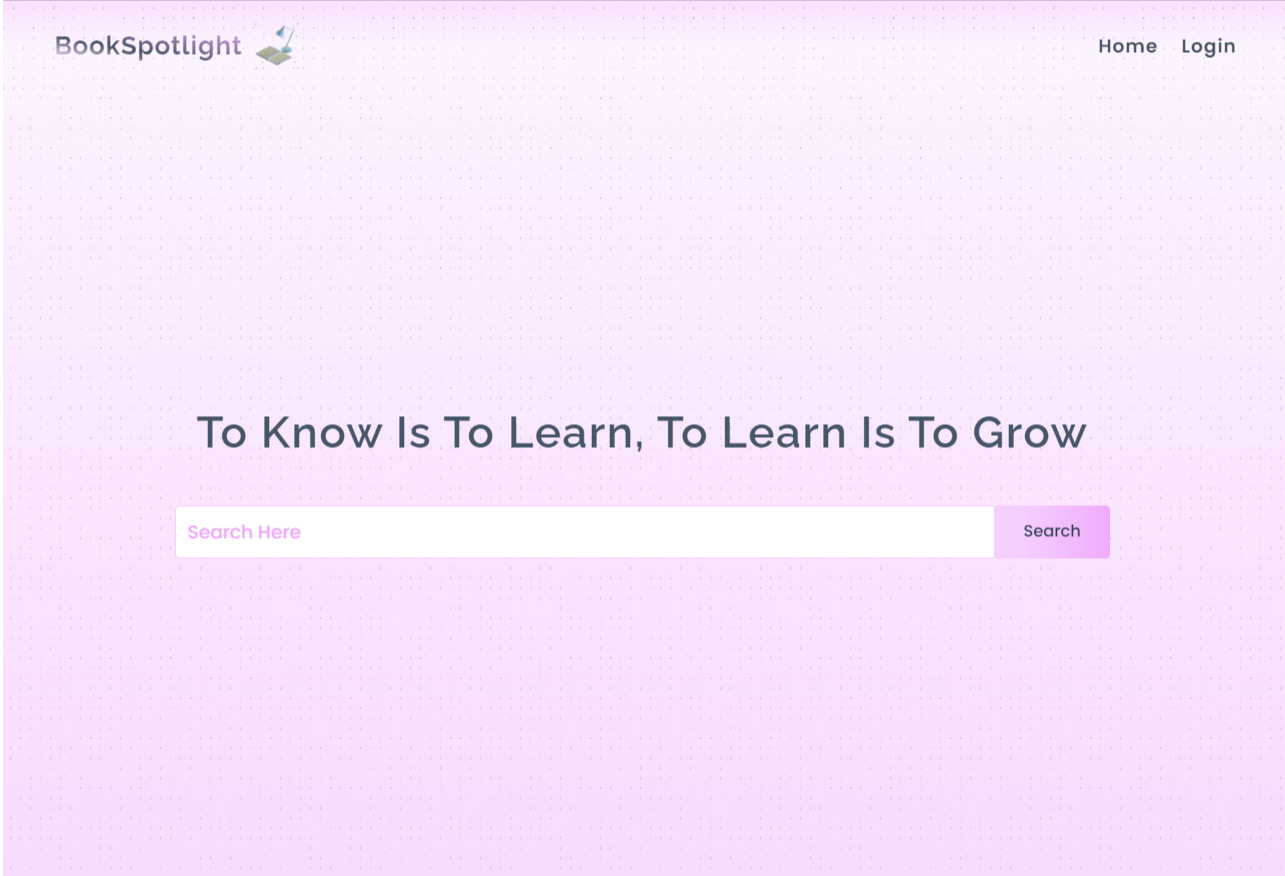 BookSpotlight
Home Login
To Know Is To Learn, To Learn Is To Grow
Search Here
Search